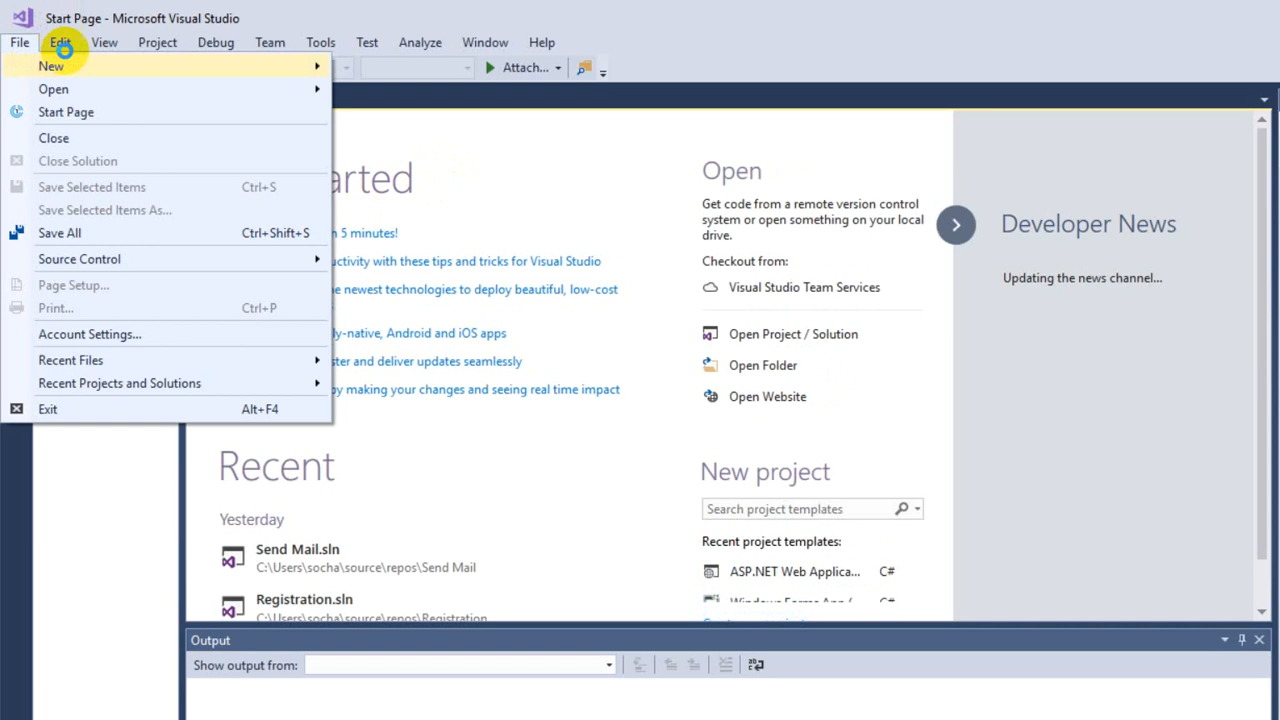 Start Page - Microsoft Visual Studio
File Edit View Project Debug Team Tools Test Analyze Window Help
Attach...
New
Open
Start Page
Close
Close Solution
Save Selected Items Ctrl+S
Save Selected Items As...
Save All Ctrl+Shift+S
Source Control
Page Setup...
Print... Ctrl+P
Account Settings...
Recent Files
Recent Projects and Solutions
Exit Alt+F4
arted
5 minutes!
uctivity with these tips and tricks for Visual Studio
e newest technologies to deploy beautiful, low-cost
ly-native, Android and iOS apps
ster and deliver updates seamlessly
by making your changes and seeing real time impact
Recent
Yesterday
Send Mail.sln
C:\Users\socha\source\repos\Send Mail
Registration.sln
C:\Users\socha\source\repos\Registration
Open
Get code from a remote version control
system or open something on your local
drive.
Checkout from:
Visual Studio Team Services
Open Project / Solution
Open Folder
Open Website
New project
Search project templates
Recent project templates:
ASP.NET Web Applica... C#
Windows Forms App ( C#
Developer News
Updating the news channel...
Output
Show output from: